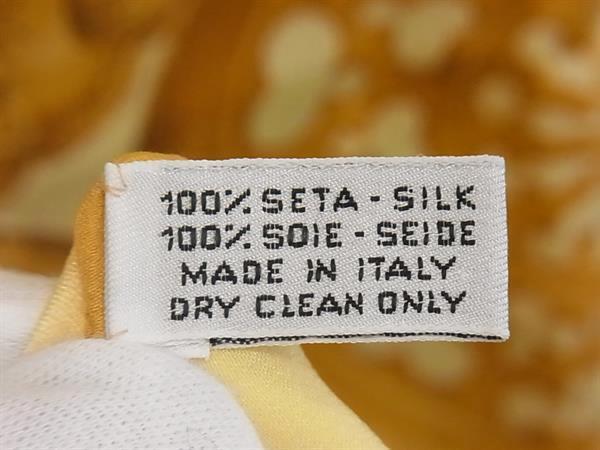 100% SETA - SILK
100% SOIE - SEIDE
MADE IN ITALY
DRY CLEAN ONLY